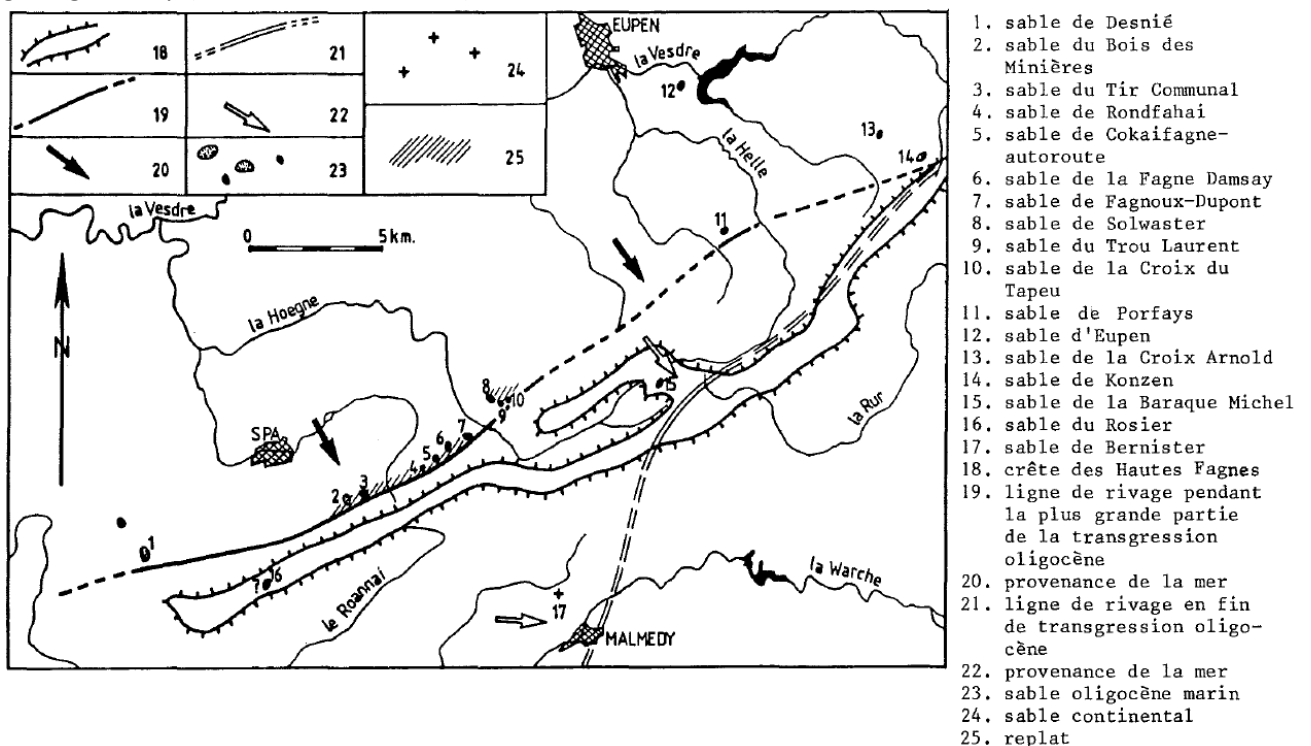 18
21
24
19
22
20
23
25
EUPEN
la Vesdre
12
13
14
la Helle
la Vesdre
0 5km.
11
N
la Hoegne
8
10
9
15
la Rur
SPA
7
6
5
4
3
2
1
? 16
le Roannai
17
la Warche
MALMEDY
1. sable de Desnié
2. sable du Bois des
Minières
3. sable du Tir Communal
4. sable de Rondfahai
5. sable de Cokaifagne-
autoroute
6. sable de la Fagne Damsay
7. sable de Fagnoux-Dupont
8. sable de Solwaster
9. sable du Trou Laurent
10. sable de la Croix du
Tapeu
11. sable de Porfays
12. sable d'Eupen
13. sable de la Croix Arnold
14. sable de Konzen
15. sable de la Baraque Michel
16. sable du Rosier
17. sable de Bernister
18. crête des Hautes Fagnes
19. ligne de rivage pendant
la plus grande partie
de la transgression
oligocène
20. provenance de la mer
21. ligne de rivage en fin
de transgression oligo-
cène
22. provenance de la mer
23. sable oligocène marin
24. sable continental
25. replat